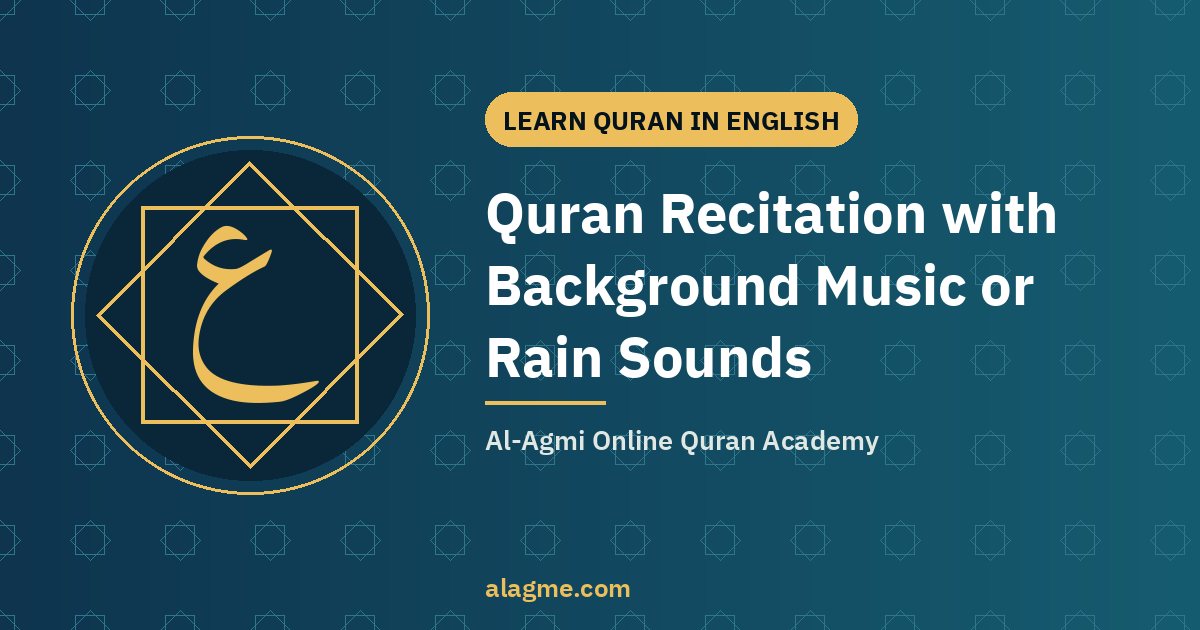 ع
LEARN QURAN IN ENGLISH
Quran Recitation with
Background Music or
Rain Sounds
Al-Agmi Online Quran Academy
alagme.com